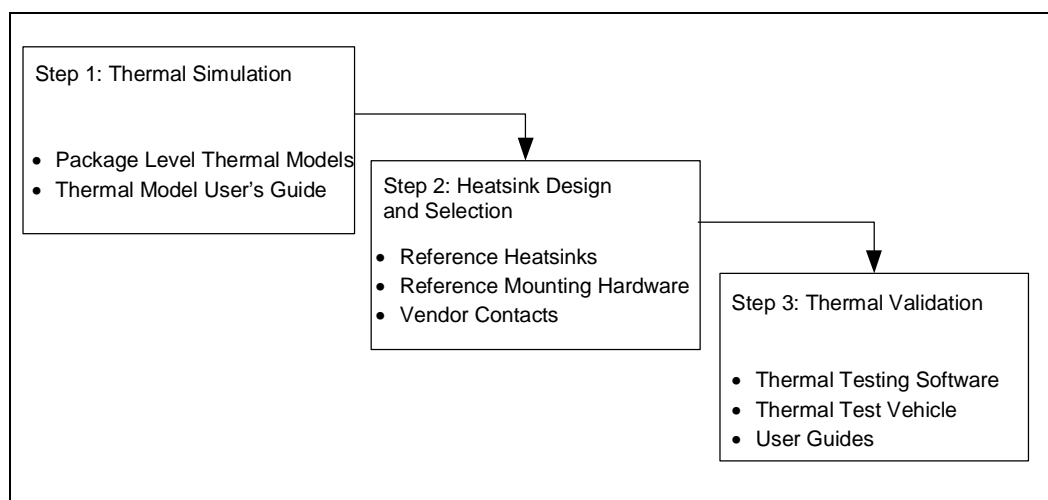 Step 1: Thermal Simulation
• Package Level Thermal Models
• Thermal Model User’s Guide
Step 2: Heatsink Design
and Selection
• Reference Heatsinks
• Reference Mounting Hardware
• Vendor Contacts
Step 3: Thermal Validation
• Thermal Testing Software
• Thermal Test Vehicle
• User Guides